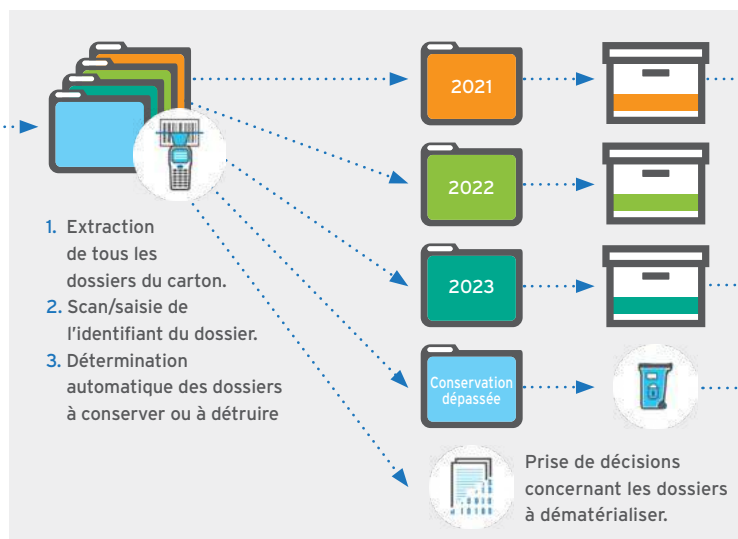 2021
2022
2023
Conservation
dépassée
1. Extraction
de tous les
dossiers du carton.
2. Scan/saisie de
l'identifiant du dossier.
3. Détermination
automatique des dossiers
à conserver ou à détruire
Prise de décisions
concernant les dossiers
à dématérialiser.